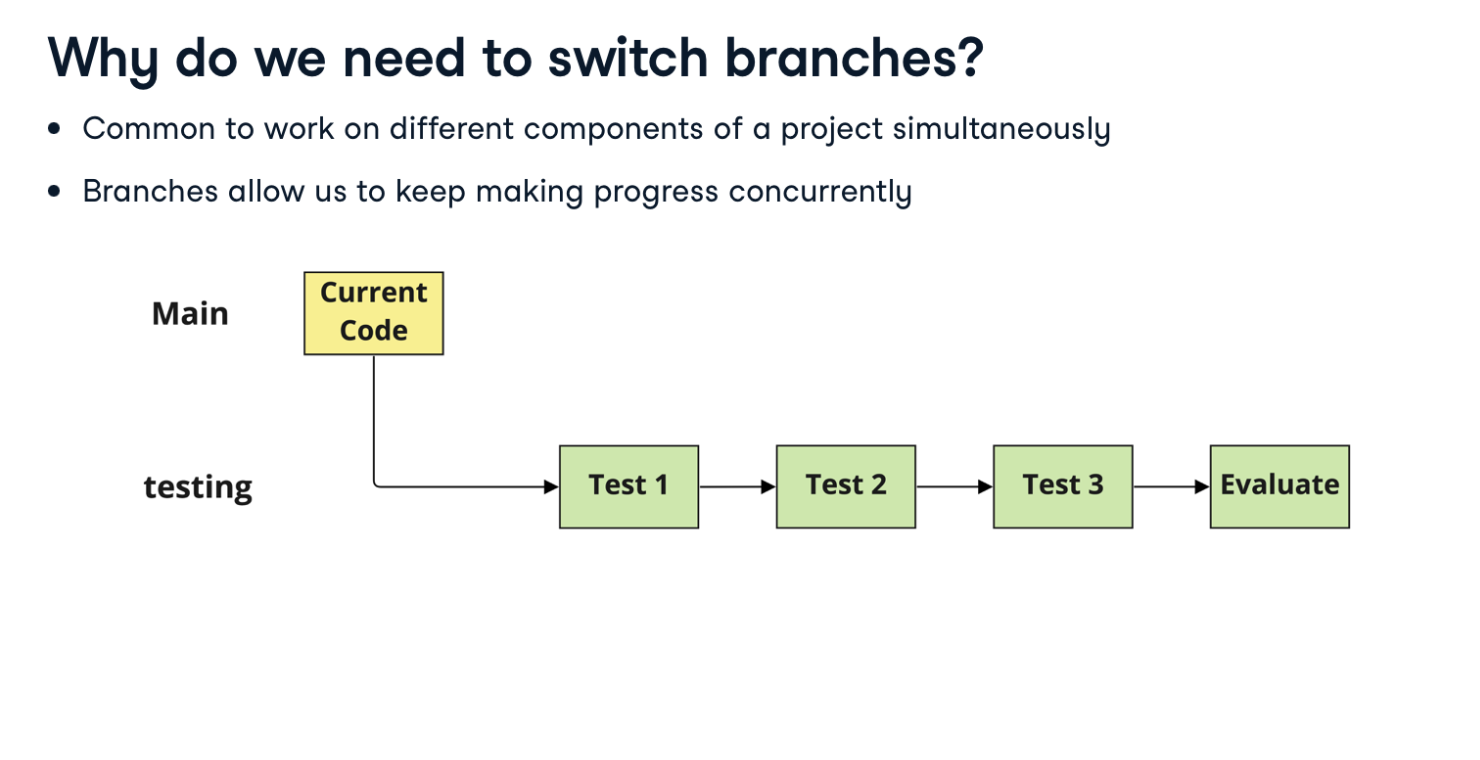 Why do we need to switch branches?
• Common to work on different components of a project simultaneously
• Branches allow us to keep making progress concurrently
Main
Current
Code
testing
Test 1
Test 2
Test 3
Evaluate